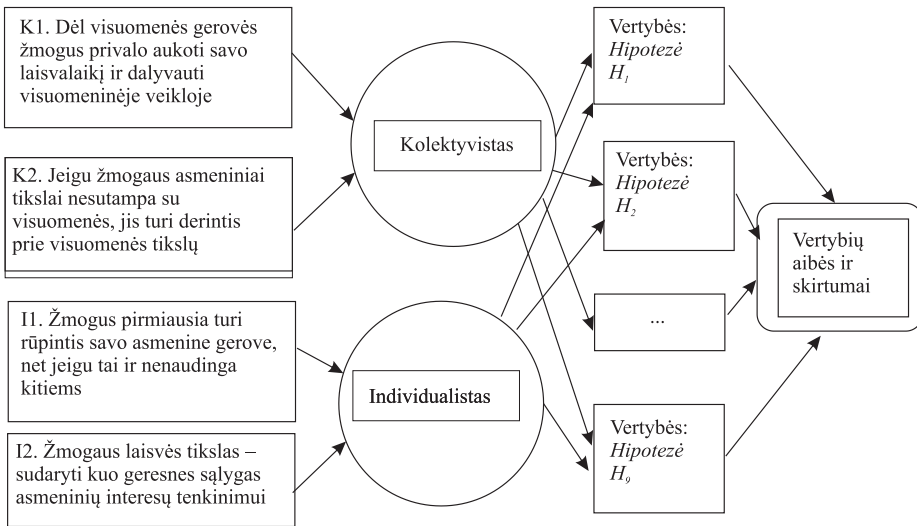 K1. Dėl visuomenės gerovės
žmogus privalo aukoti savo
laisvalaikį ir dalyvauti
visuomeninėje veikloje
K2. Jeigu žmogaus asmeniniai
tikslai nesutampa su
visuomenės, jis turi derintis
prie visuomenės tikslų
I1. Žmogus pirmiausia turi
rūpintis savo asmenine gerove,
net jeigu tai ir nenaudinga
kitiems
I2. Žmogaus laisvės tikslas –
sudaryti kuo geresnes sąlygas
asmeninių interesų tenkinimui
Kolektyvistas
Individualistas
Vertybės:
Hipotezė
H₁
Vertybės:
Hipotezė
H₂
...
Vertybės:
Hipotezė
H₉
Vertybių
aibės ir
skirtumai